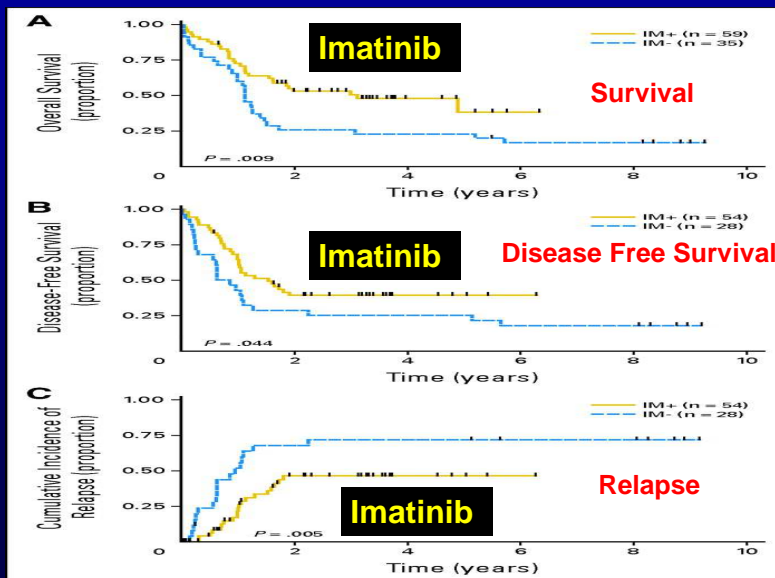 A
1.00
0.75
0.50
0.25
Overall Survival
(proportion)
Imatinib
IM+ (n = 59)
IM- (n = 35)
Survival
P = .009
0
2
4
6
8
10
Time (years)
B
1.00
0.75
0.50
0.25
Disease-Free Survival
(proportion)
Imatinib
IM+ (n = 54)
IM- (n = 28)
Disease Free Survival
P = .044
0
2
4
6
8
10
Time (years)
C
1.00
0.75
0.50
0.25
Cumulative Incidence of
Relapse (proportion)
IM+ (n = 54)
IM- (n = 28)
Relapse
Imatinib
P = .005
0
2
4
6
8
10
Time (years)